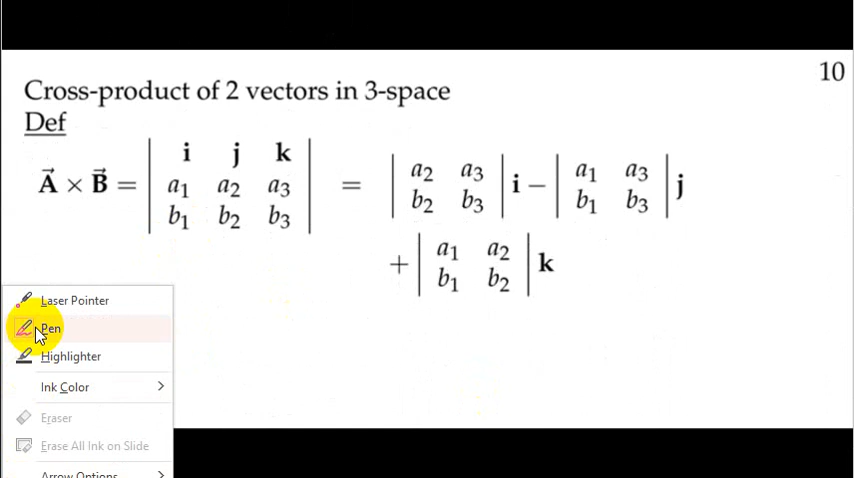 10
Cross-product of 2 vectors in 3-space
Def
A⃗ × B⃗ = | i j k | = | a₂ a₃ | i − | a₁ a₃ | j
| a₁ a₂ a₃ | | b₂ b₃ | | b₁ b₃ |
| b₁ b₂ b₃ |
+ | a₁ a₂ | k
| b₁ b₂ |
Laser Pointer
Pen
Highlighter
Ink Color
Eraser
Erase All Ink on Slide
Arrow Options